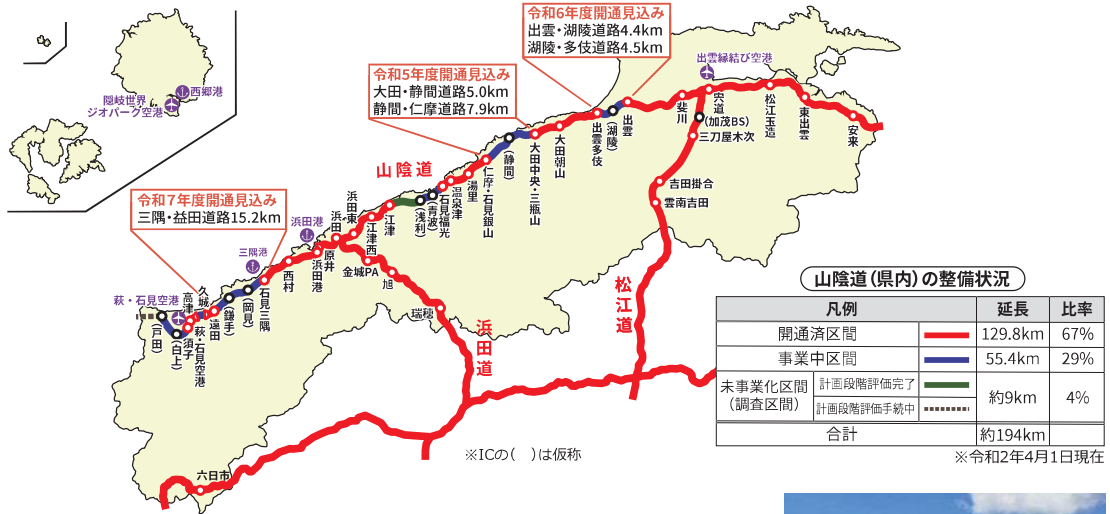 令和6年度開通見込み
出雲・湖陵道路4.4km
湖陵・多伎道路4.5km
令和5年度開通見込み
大田・静間道路5.0km
静間・仁摩道路7.9km
令和7年度開通見込み
三隅・益田道路15.2km
隠岐世界
ジオパーク空港
西郷港
出雲縁結び空港
山陰道
安来
東出雲
松江玉造
宍道
斐川
(加茂BS)
三刀屋木次
吉田掛合
雲南吉田
出雲
(湖陵)
出雲多伎
大田朝山
大田中央・三瓶山
(静間)
仁摩・石見銀山
湯里
温泉津
石見福光
(青波)
(浅利)
江津
江津西
浜田東
浜田
原井
浜田港
浜田港
西村
三隅港
石見三隅
(岡見)
(鎌手)
遠田
久城
高津
萩・石見空港
須子
(白上)
(戸田)
萩・石見空港
金城PA
旭
瑞穂
浜田道
松江道
六日市
※ICの(　)は仮称
山陰道(県内)の整備状況
凡例 延長 比率
開通済区間 129.8km 67%
事業中区間 55.4km 29%
未事業化区間
(調査区間)
計画段階評価完了
計画段階評価手続中
約9km 4%
合計 約194km
※令和2年4月1日現在